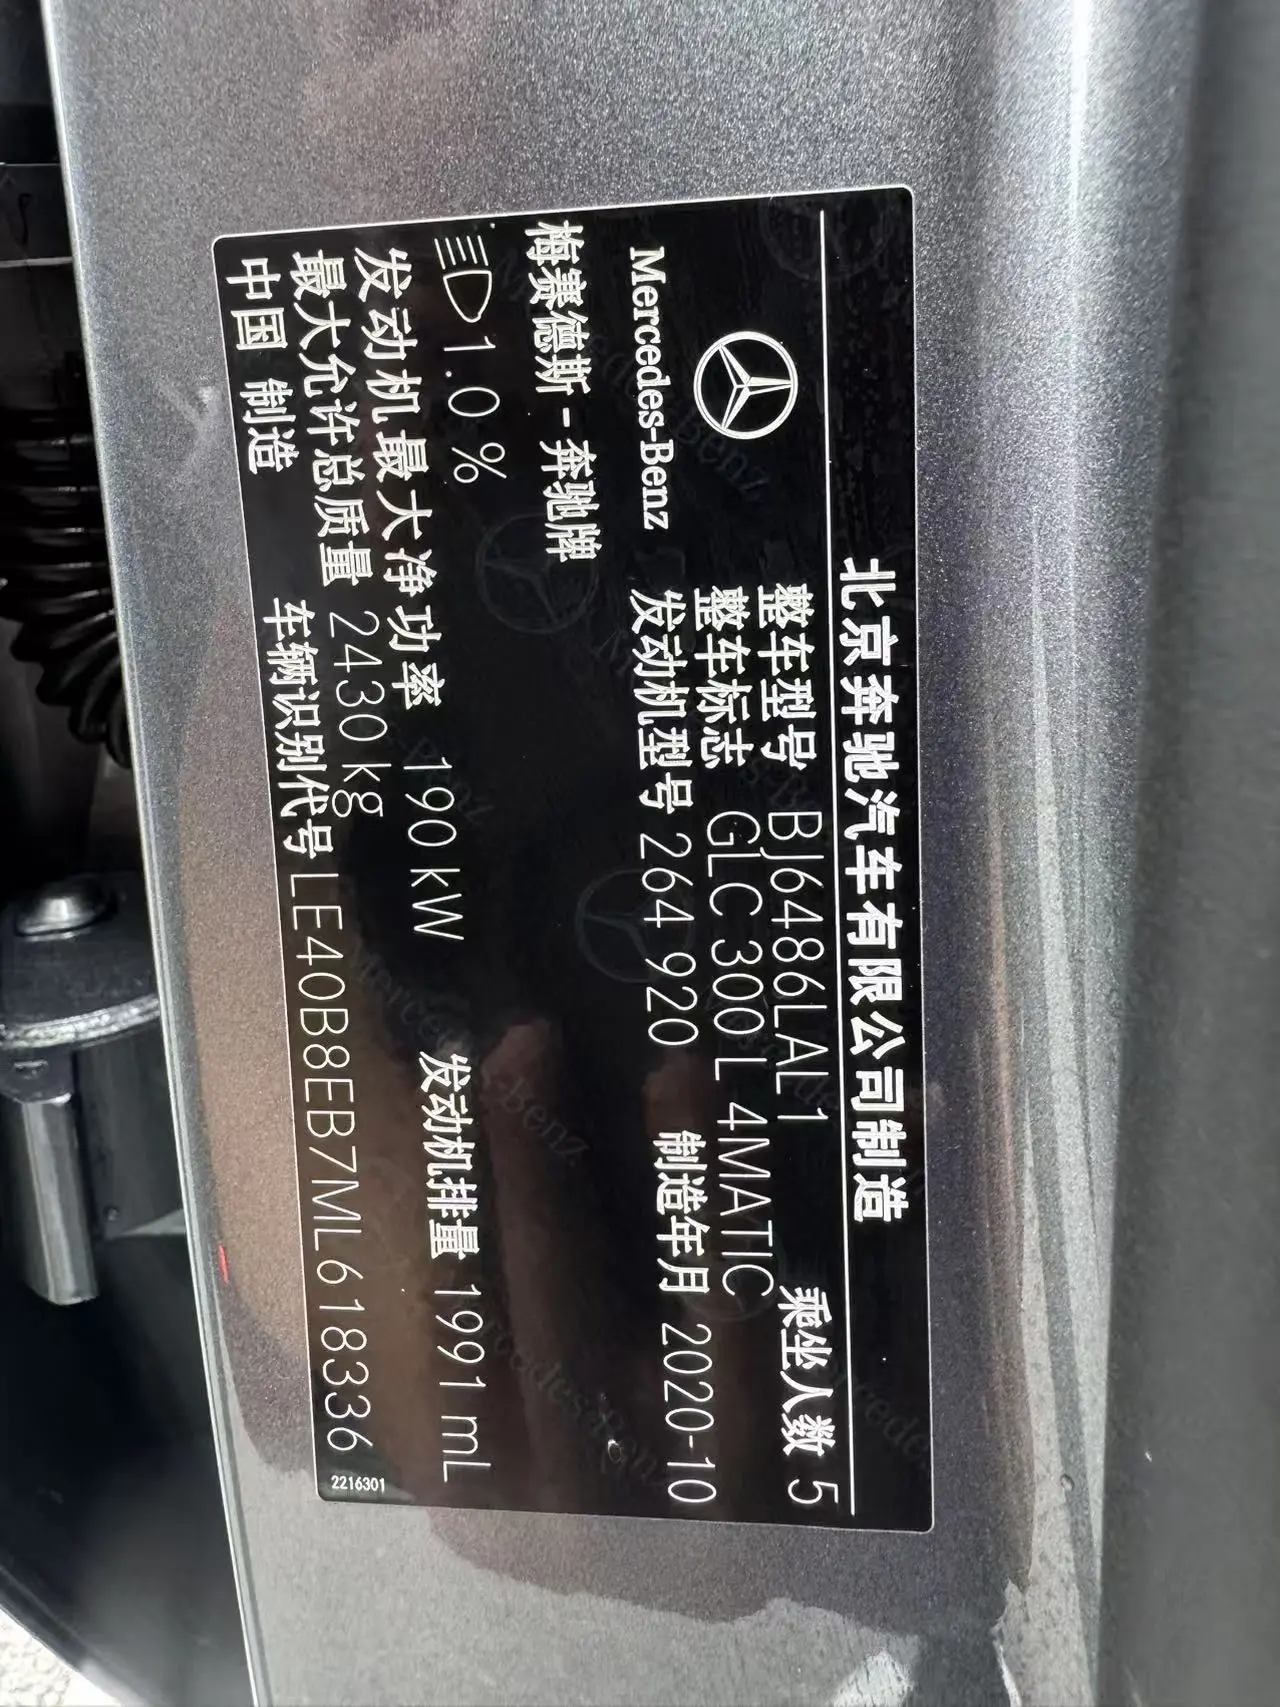 北京奔驰汽车有限公司制造
Mercedes-Benz
整车型号 BJ6486LAL1 乘坐人数 5
整车标志 GLC 300 L 4MATIC
发动机型号 264 920 制造年月 2020-10
梅赛德斯-奔驰牌
1.0 %
发动机最大净功率 190 kW 发动机排量 1991 mL
最大允许总质量 2430 kg
中国 制造 车辆识别代号 LE40B8EB7ML618336
2216301